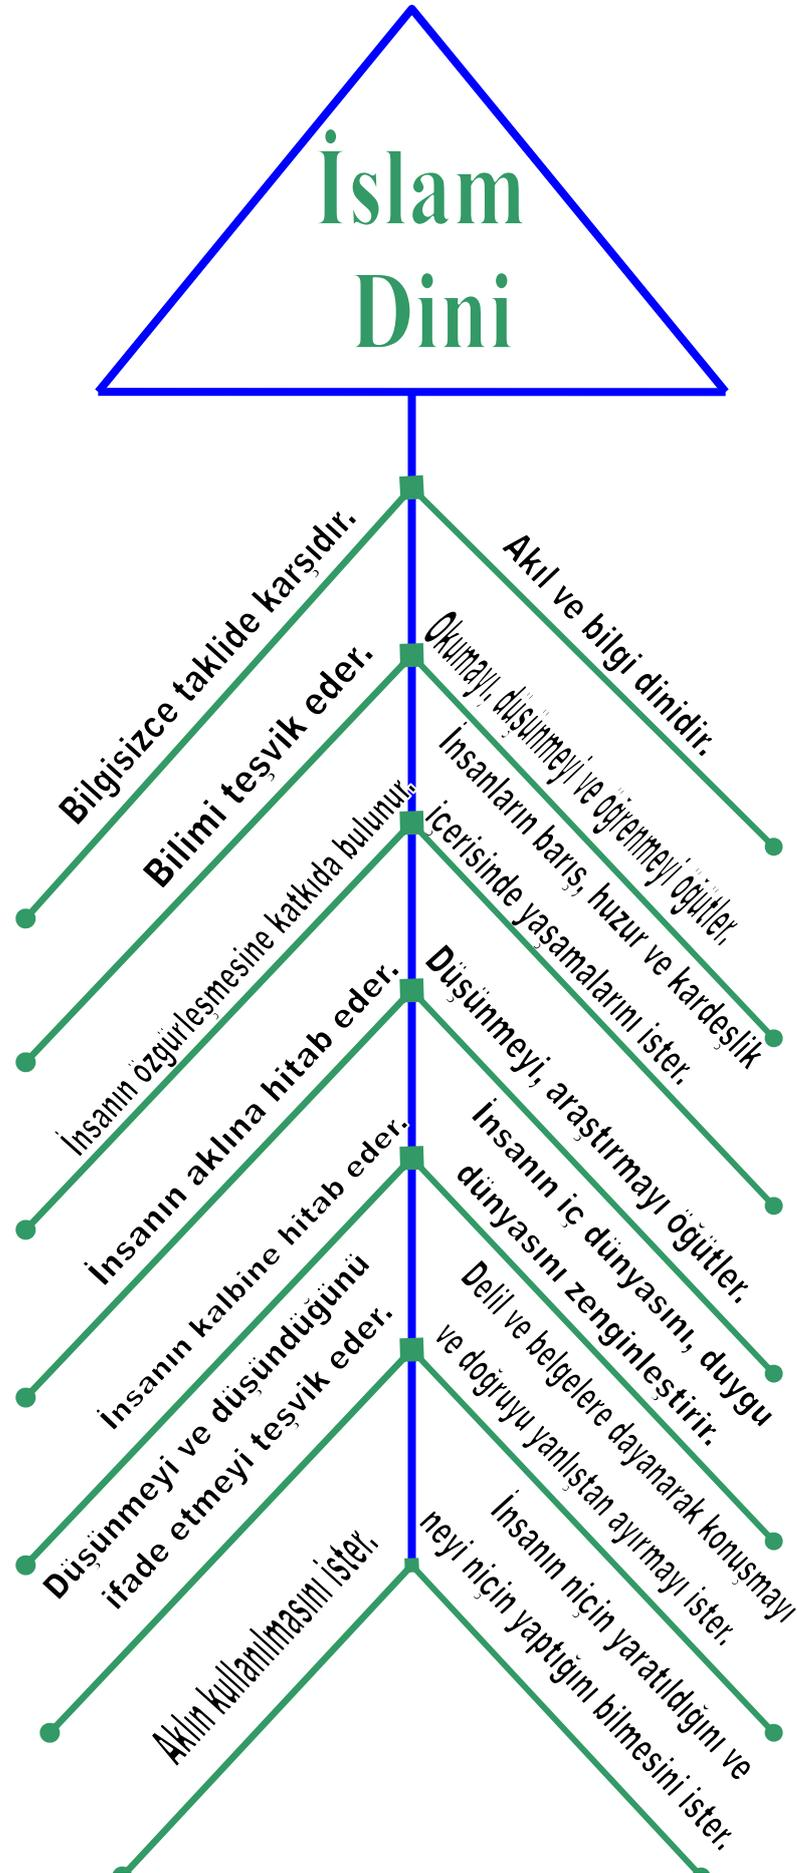 İslam
Dini
Bilgisizce taklide karşıdır.
Akıl ve bilgi dinidir.
Bilimi teşvik eder.
Okumayı, düşünmeyi ve öğrenmeyi öğütler.
İnsanın özgürleşmesine katkıda bulunur.
İnsanların barış, huzur ve kardeşlik
içerisinde yaşamalarını ister.
İnsanın aklına hitab eder.
Düşünmeyi, araştırmayı öğütler.
İnsanın kalbine hitab eder.
İnsanın iç dünyasını, duygu
dünyasını zenginleştirir.
Düşünmeyi ve düşündüğünü
ifade etmeyi teşvik eder.
Delil ve belgelere dayanarak konuşmayı
ve doğruyu yanlıştan ayırmayı ister.
Aklın kullanılmasını ister.
İnsanın niçin yaratıldığını ve
neyi niçin yaptığını bilmesini ister.